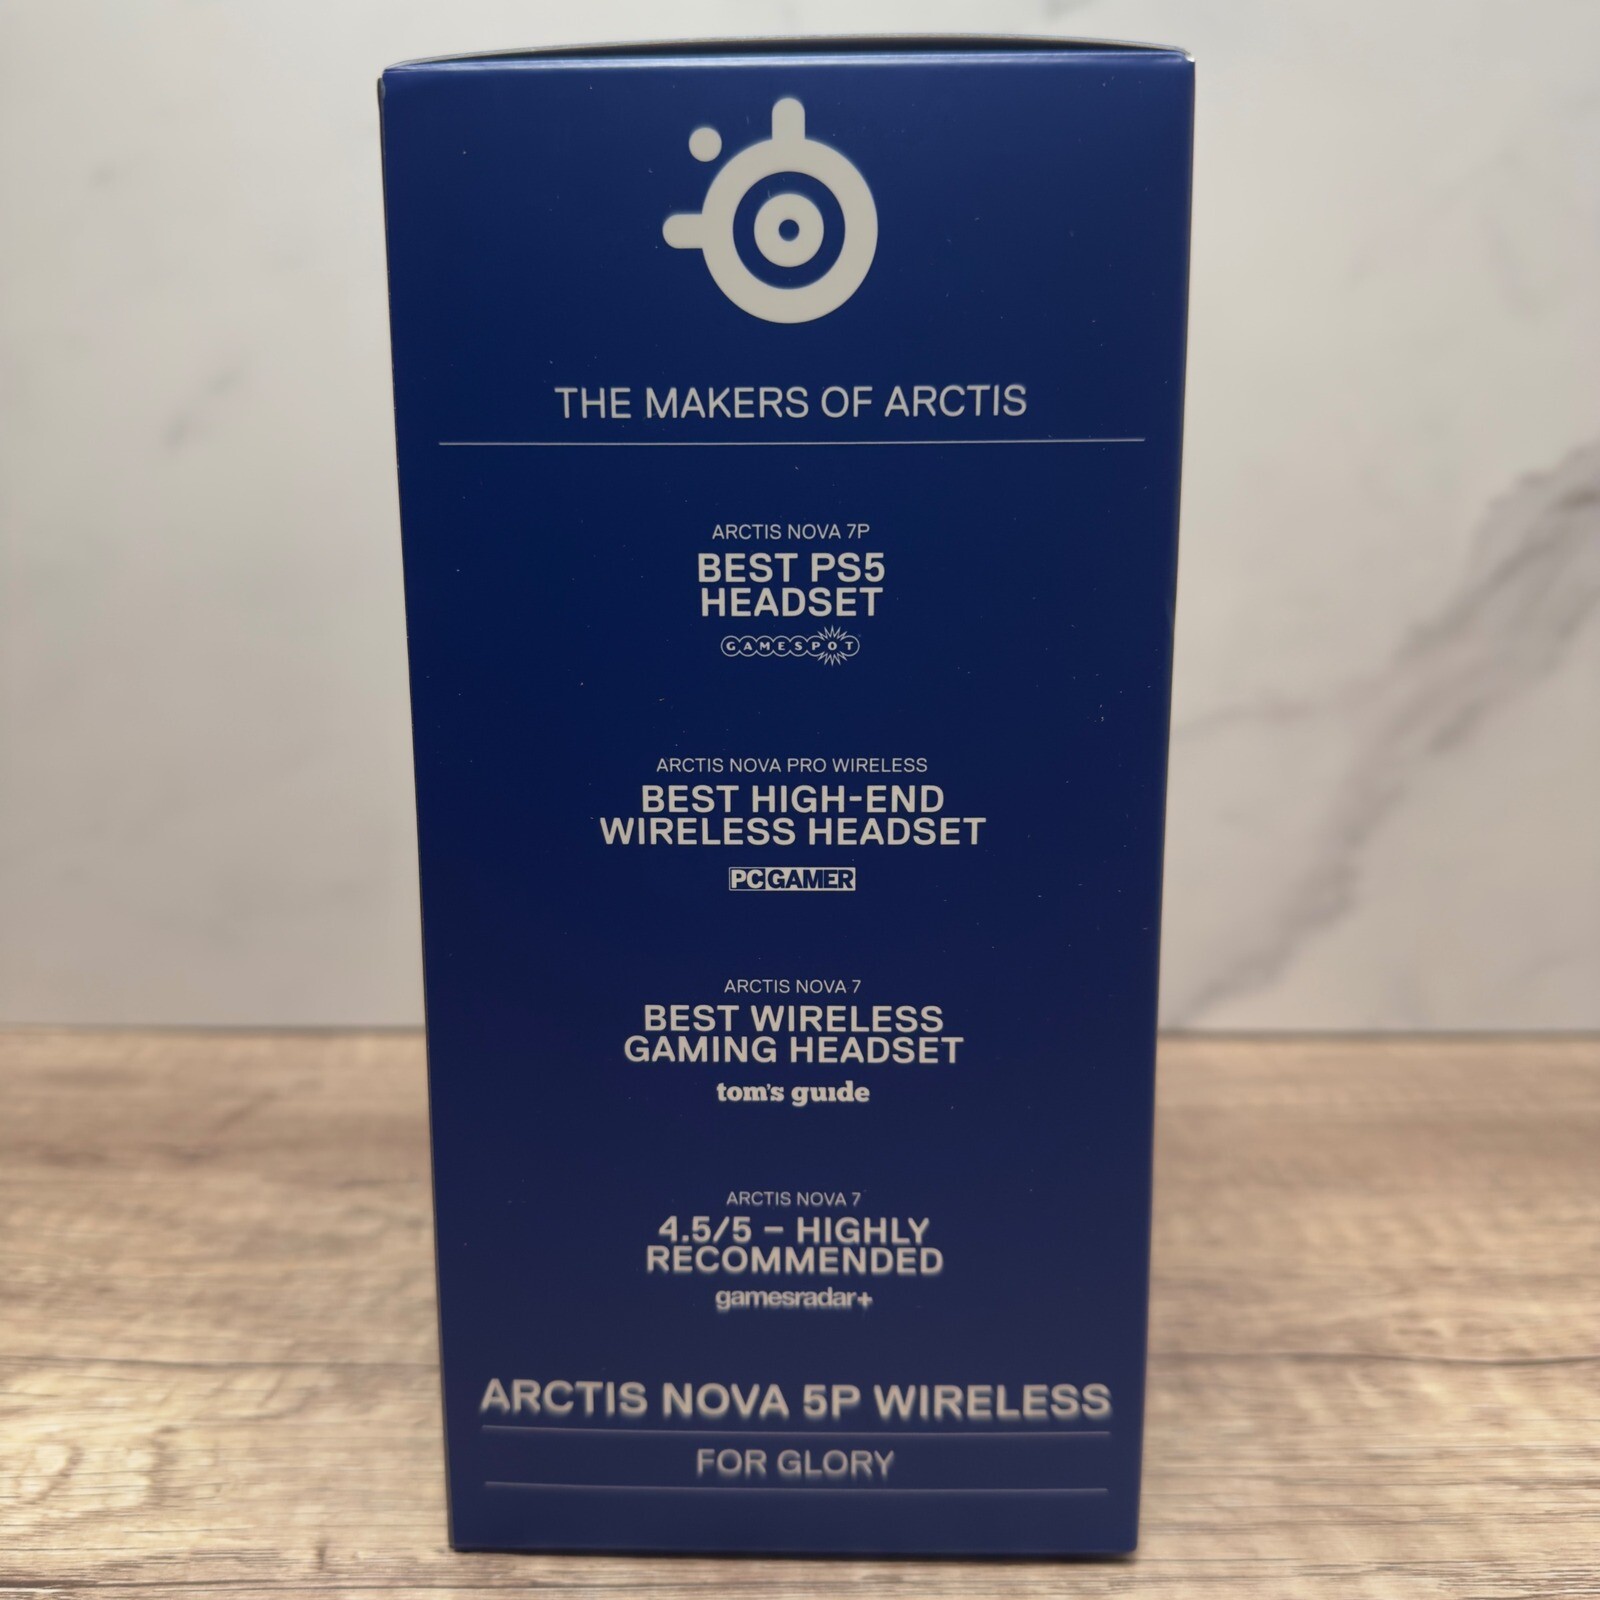 THE MAKERS OF ARCTIS
ARCTIS NOVA 7P
BEST PS5
HEADSET
GAMESPOT
ARCTIS NOVA PRO WIRELESS
BEST HIGH-END
WIRELESS HEADSET
PC GAMER
ARCTIS NOVA 7
BEST WIRELESS
GAMING HEADSET
tom's guide
ARCTIS NOVA 7
4.5/5 – HIGHLY
RECOMMENDED
gamesradar+
ARCTIS NOVA 5P WIRELESS
FOR GLORY